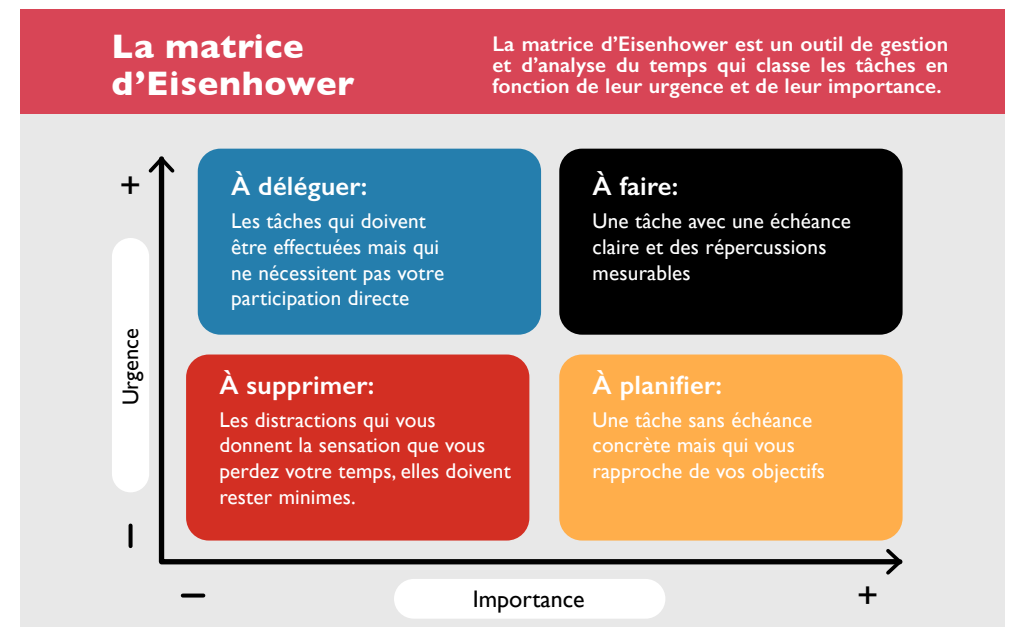 La matrice
d’Eisenhower
La matrice d’Eisenhower est un outil de gestion
et d’analyse du temps qui classe les tâches en
fonction de leur urgence et de leur importance.
+
À déléguer:
Les tâches qui doivent
être effectuées mais qui
ne nécessitent pas votre
participation directe
À faire:
Une tâche avec une échéance
claire et des répercussions
mesurables
Urgence
À supprimer:
Les distractions qui vous
donnent la sensation que vous
perdez votre temps, elles doivent
rester minimes.
À planifier:
Une tâche sans échéance
concrète mais qui vous
rapproche de vos objectifs
–
–
Importance
+